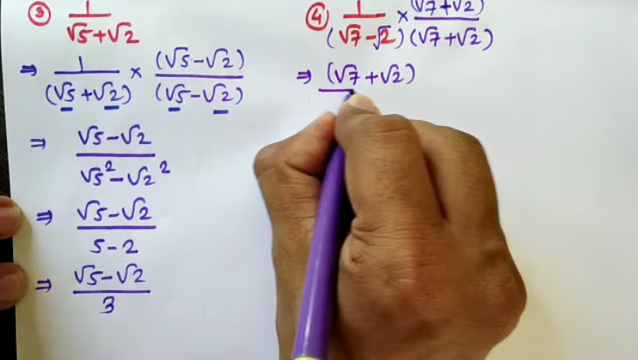 ③ 1/(√5+√2)
⇒ 1/(√5+√2) × (√5-√2)/(√5-√2)
⇒ (√5-√2)/(√5²-√2²)
⇒ (√5-√2)/(5-2)
⇒ (√5-√2)/3
④ 1/(√7-√2) × (√7+√2)/(√7+√2)
⇒ (√7+√2)